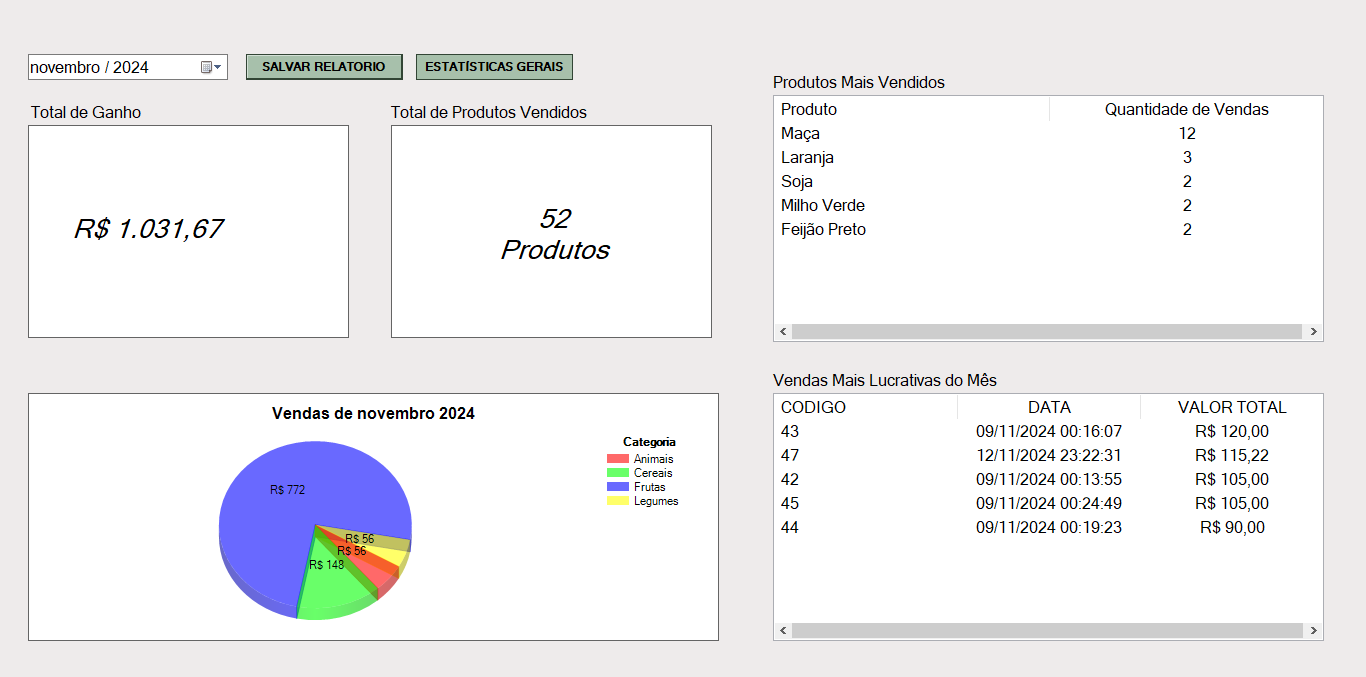 novembro / 2024
SALVAR RELATORIO
ESTATÍSTICAS GERAIS
Total de Ganho
R$ 1.031,67
Total de Produtos Vendidos
52
Produtos
Produtos Mais Vendidos
Produto Quantidade de Vendas
Maça 12
Laranja 3
Soja 2
Milho Verde 2
Feijão Preto 2
Vendas de novembro 2024
Categoria
Animais
Cereais
Frutas
Legumes
R$ 772
R$ 56
R$ 56
R$ 148
Vendas Mais Lucrativas do Mês
CODIGO DATA VALOR TOTAL
43 09/11/2024 00:16:07 R$ 120,00
47 12/11/2024 23:22:31 R$ 115,22
42 09/11/2024 00:13:55 R$ 105,00
45 09/11/2024 00:24:49 R$ 105,00
44 09/11/2024 00:19:23 R$ 90,00